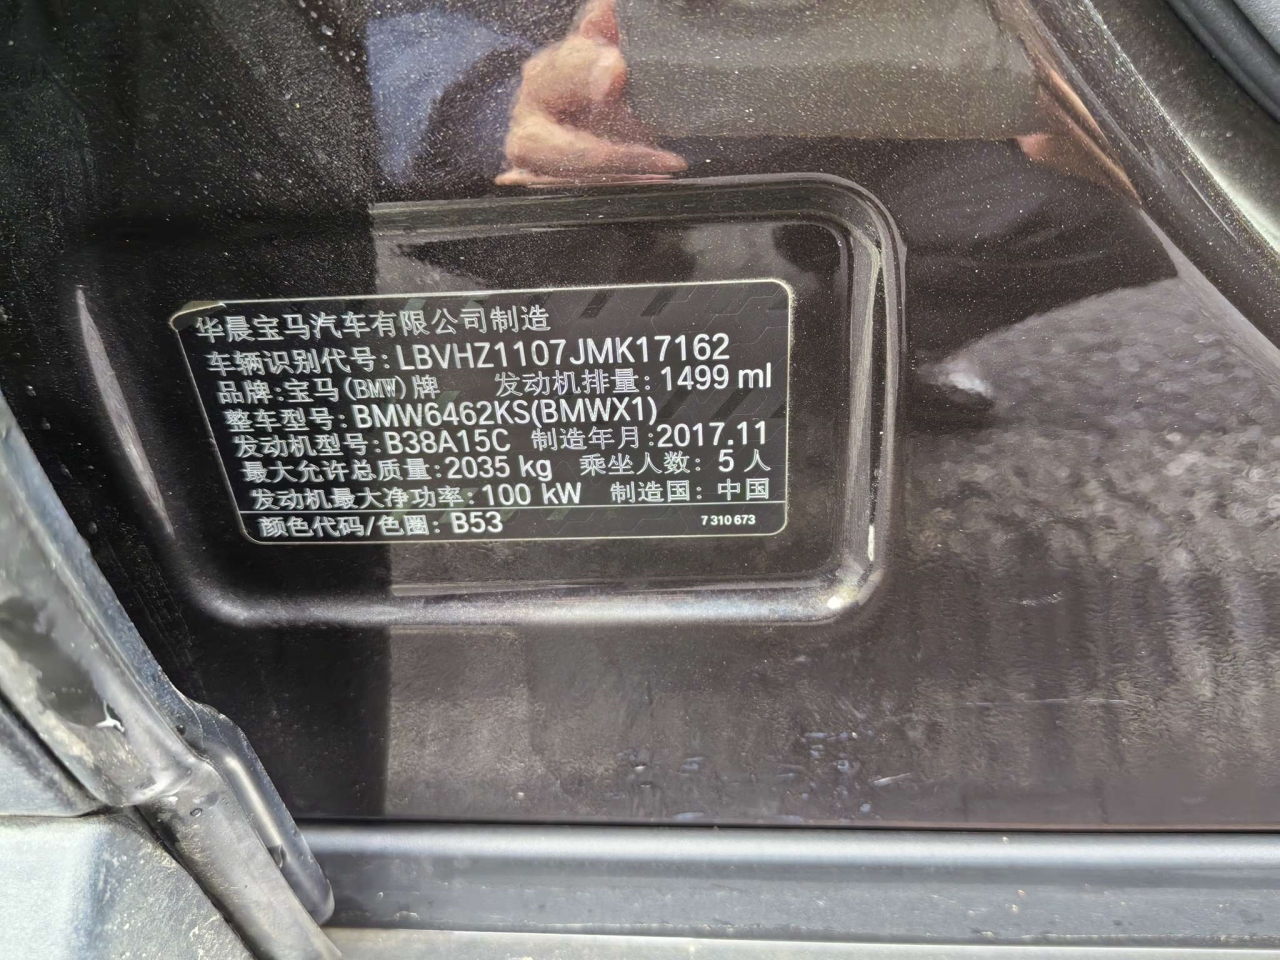 华晨宝马汽车有限公司制造
车辆识别代号:LBVHZ1107JMK17162
品牌:宝马(BMW)牌 发动机排量:1499 ml
整车型号:BMW6462KS(BMWX1)
发动机型号:B38A15C 制造年月:2017.11
最大允许总质量:2035 kg 乘坐人数:5人
发动机最大净功率:100 kW 制造国:中国
颜色代码/色圈:B53 7 310 673